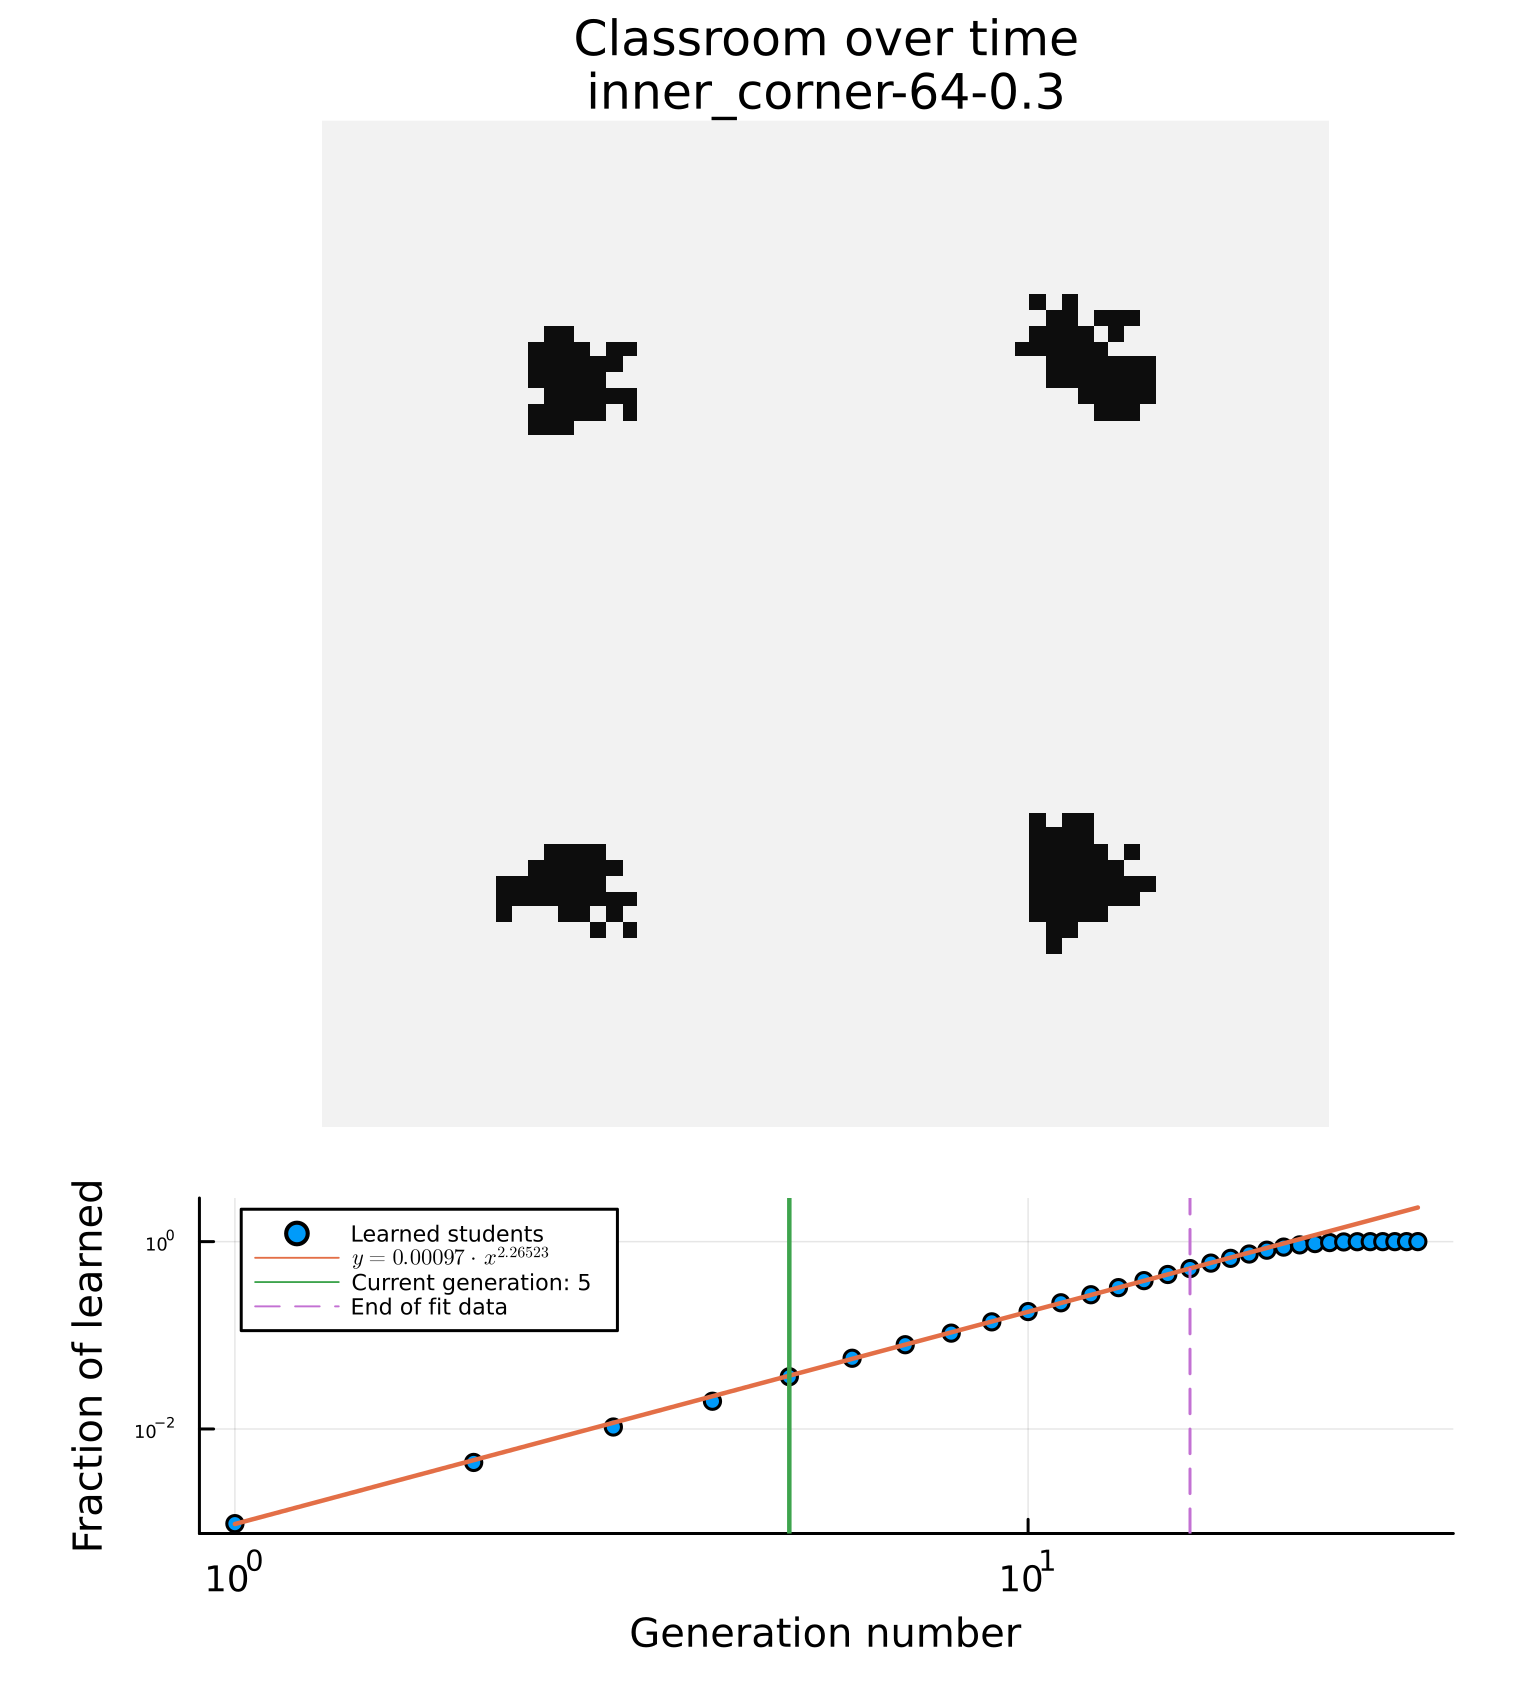 Classroom over time
inner_corner-64-0.3
Fraction of learned
10^0
10^−2
Learned students
y = 0.00097 · x^2.26523
Current generation: 5
End of fit data
10^0
10^1
Generation number